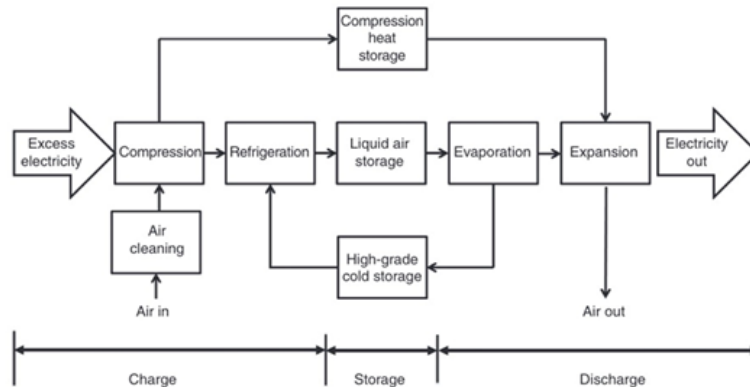 Compression
heat
storage
Excess
electricity
Compression
Refrigeration
Liquid air
storage
Evaporation
Expansion
Electricity
out
Air
cleaning
High-grade
cold storage
Air in
Air out
Charge
Storage
Discharge